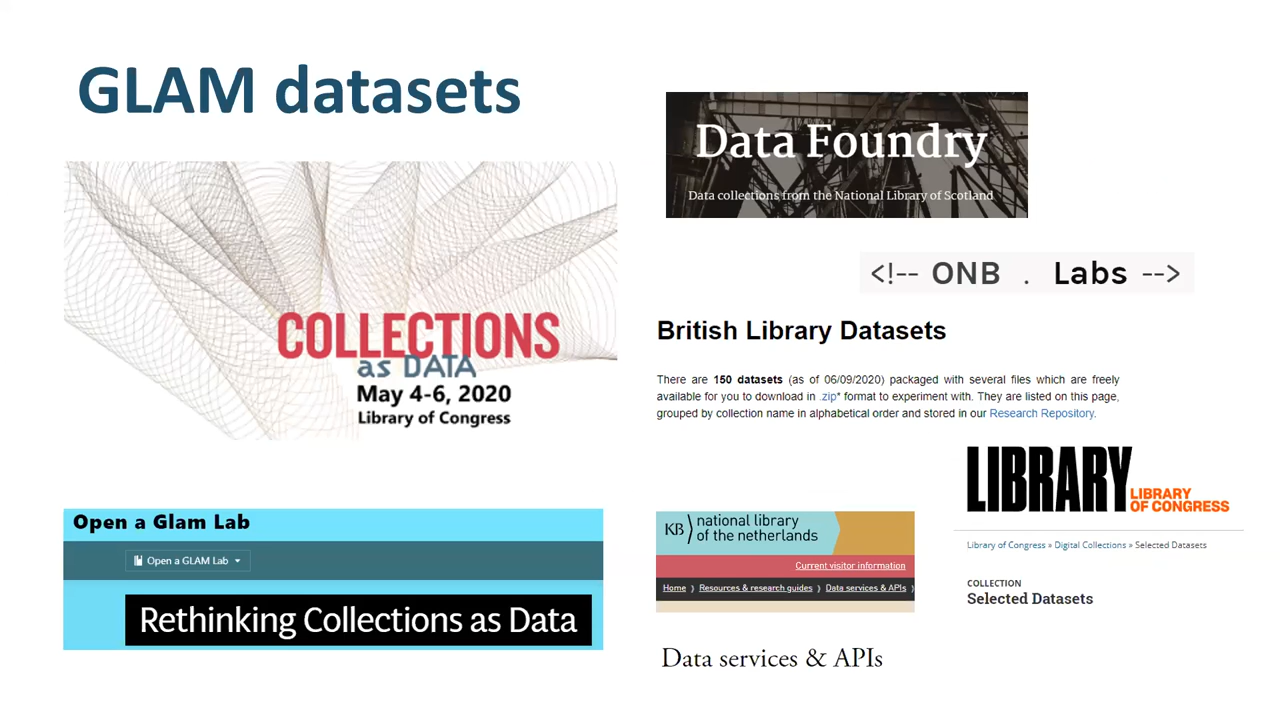 GLAM datasets
COLLECTIONS
as DATA
May 4-6, 2020
Library of Congress
Open a Glam Lab
Open a GLAM Lab
Rethinking Collections as Data
Data Foundry
Data collections from the National Library of Scotland
<!-- ONB . Labs -->
British Library Datasets
There are 150 datasets (as of 06/09/2020) packaged with several files which are freely
available for you to download in .zip* format to experiment with. They are listed on this page,
grouped by collection name in alphabetical order and stored in our Research Repository.
LIBRARY
LIBRARY
OF CONGRESS
Library of Congress » Digital Collections » Selected Datasets
COLLECTION
Selected Datasets
KB
national library
of the netherlands
Current visitor information
Home ⟩ Resources & research guides ⟩ Data services & APIs ⟩
Data services & APIs